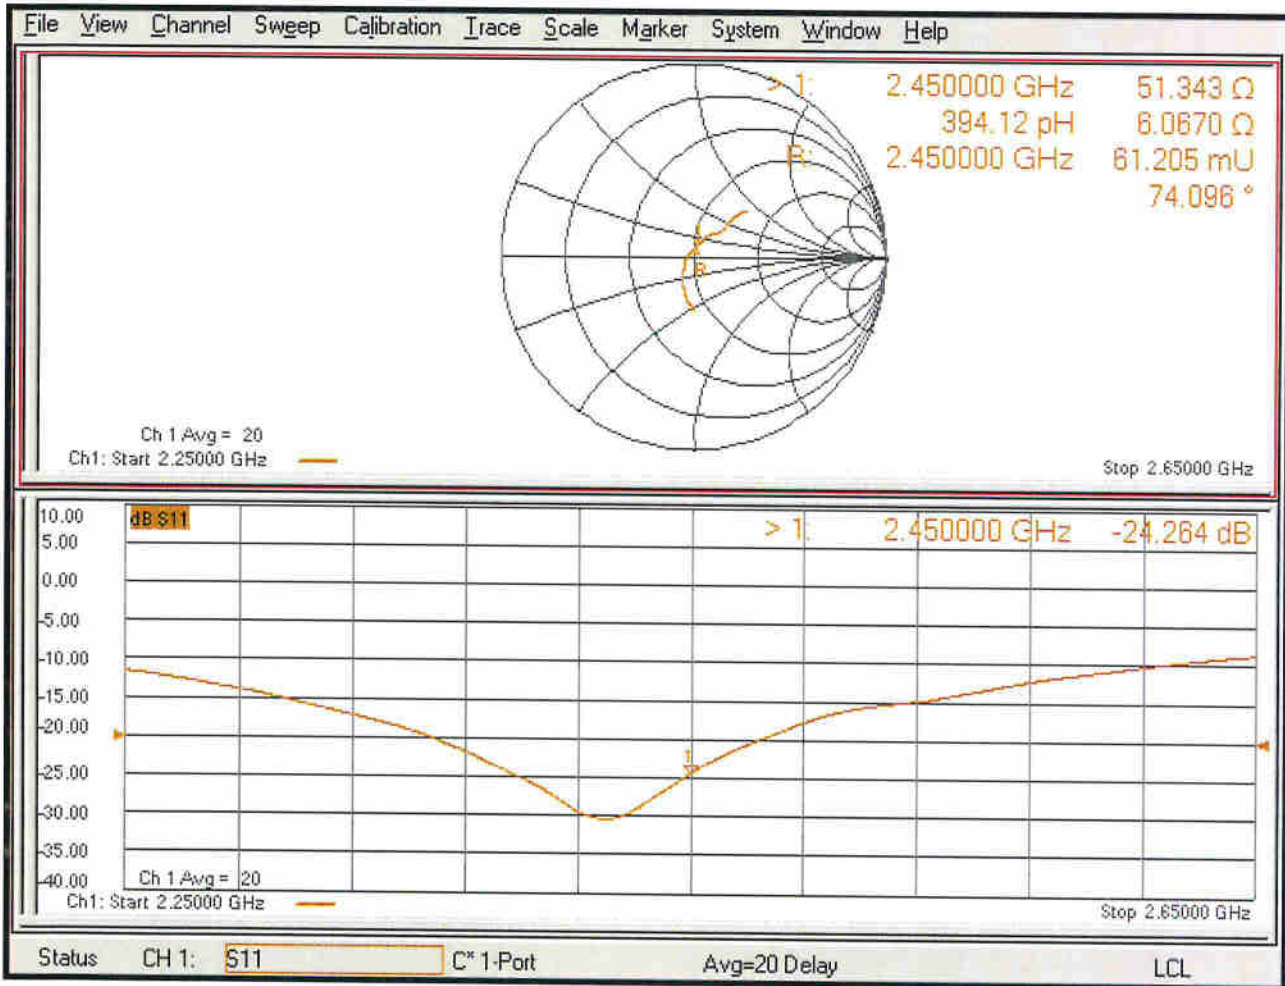 File View Channel Sweep Calibration Trace Scale Marker System Window Help
> 1: 2.450000 GHz 51.343 Ω
394.12 pH 6.0670 Ω
R: 2.450000 GHz 61.205 mU
74.096 °
R
Ch 1 Avg = 20
Ch1: Start 2.25000 GHz
Stop 2.65000 GHz
10.00
dB S11
> 1: 2.450000 GHz -24.264 dB
5.00
0.00
-5.00
-10.00
-15.00
-20.00
1
-25.00
-30.00
-35.00
-40.00
Ch 1 Avg = 20
Ch1: Start 2.25000 GHz
Stop 2.65000 GHz
Status CH 1: S11 C* 1-Port Avg=20 Delay LCL